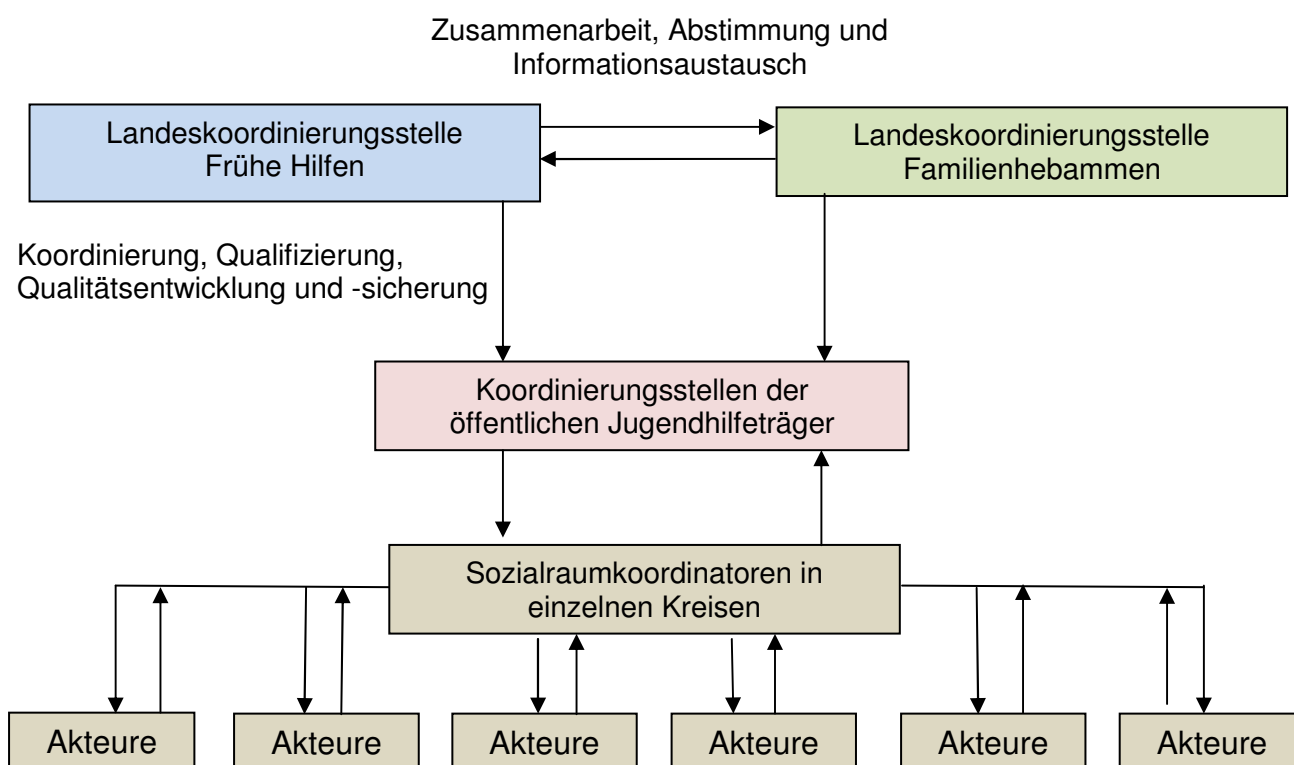 Zusammenarbeit, Abstimmung und
Informationsaustausch
Landeskoordinierungsstelle
Frühe Hilfen
Landeskoordinierungsstelle
Familienhebammen
Koordinierung, Qualifizierung,
Qualitätsentwicklung und -sicherung
Koordinierungsstellen der
öffentlichen Jugendhilfeträger
Sozialraumkoordinatoren in
einzelnen Kreisen
Akteure
Akteure
Akteure
Akteure
Akteure
Akteure